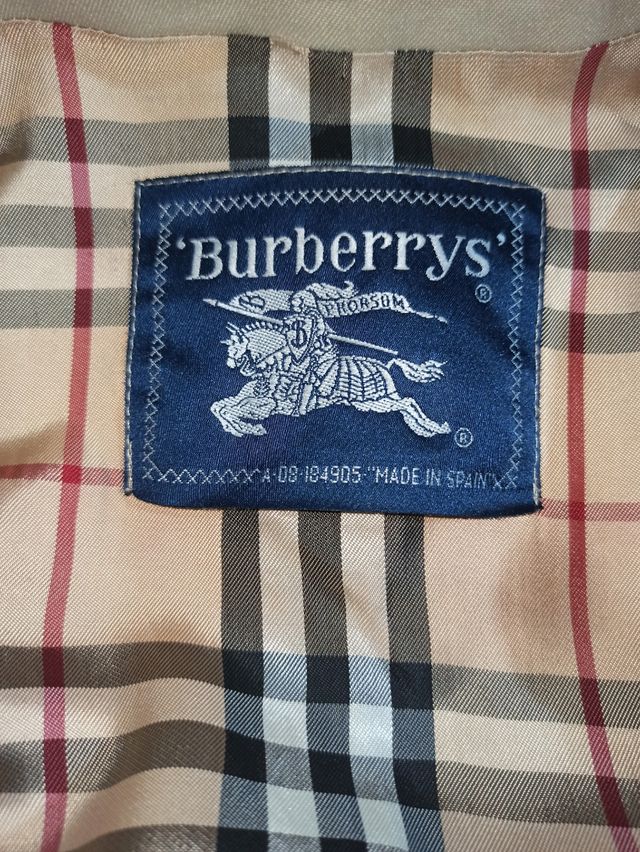 'Burberrys'
®
PRORSUM
B
®
A-08-184905-"MADE IN SPAIN"